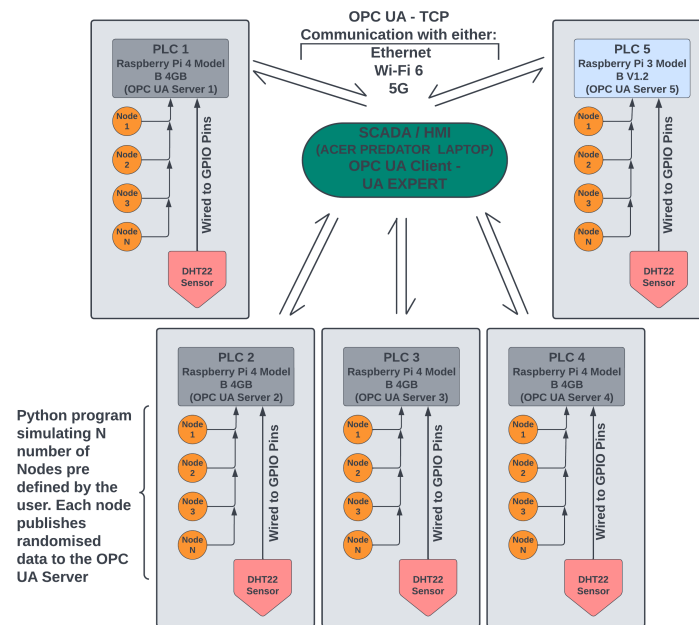 OPC UA - TCP
Communication with either:
Ethernet
Wi-Fi 6
5G
PLC 1
Raspberry Pi 4 Model
B 4GB
(OPC UA Server 1)
Node
1
Node
2
Node
3
Node
N
Wired to GPIO Pins
DHT22
Sensor
SCADA / HMI
(ACER PREDATOR LAPTOP)
OPC UA Client -
UA EXPERT
PLC 5
Raspberry Pi 3 Model
B V1.2
(OPC UA Server 5)
Node
1
Node
2
Node
3
Node
N
Wired to GPIO Pins
DHT22
Sensor
Python program
simulating N
number of
Nodes pre
defined by the
user. Each node
publishes
randomised
data to the OPC
UA Server
PLC 2
Raspberry Pi 4 Model
B 4GB
(OPC UA Server 2)
Node
1
Node
2
Node
3
Node
N
Wired to GPIO Pins
DHT22
Sensor
PLC 3
Raspberry Pi 4 Model
B 4GB
(OPC UA Server 3)
Node
1
Node
2
Node
3
Node
N
Wired to GPIO Pins
DHT22
Sensor
PLC 4
Raspberry Pi 4 Model
B 4GB
(OPC UA Server 4)
Node
1
Node
2
Node
3
Node
N
Wired to GPIO Pins
DHT22
Sensor